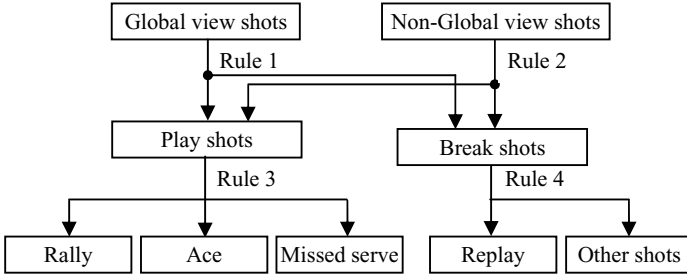 Global view shots
Non-Global view shots
Rule 1
Rule 2
Play shots
Break shots
Rule 3
Rule 4
Rally
Ace
Missed serve
Replay
Other shots